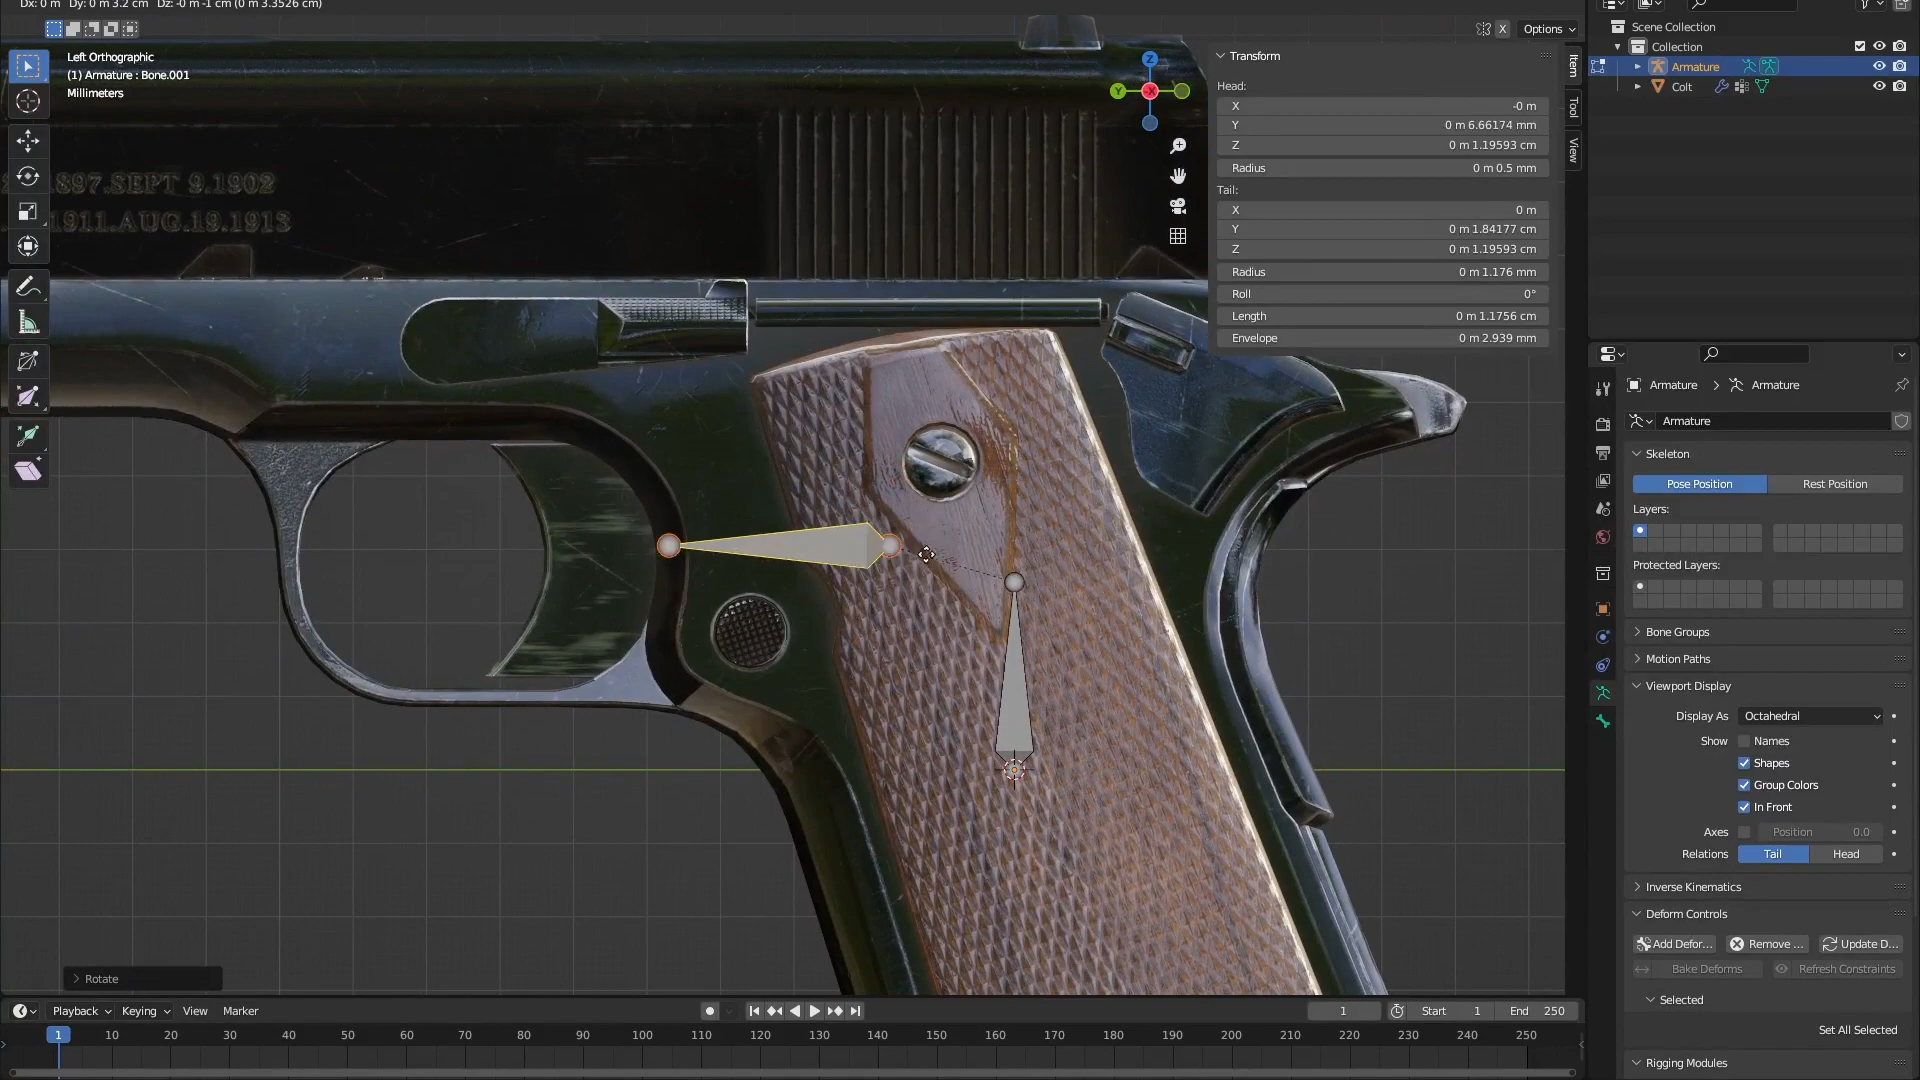 Dx: 0 m   Dy: 0 m 3.2 cm   Dz: -0 m -1 cm (0 m 3.3526 cm)
X
Options
Left Orthographic
(1) Armature : Bone.001
Millimeters
Z
Y
X
897.SEPT 9.1902
1911.AUG.19.1913
Transform
Head:
X -0 m
Y 0 m 6.66174 mm
Z 0 m 1.19593 cm
Radius 0 m 0.5 mm
Tail:
X 0 m
Y 0 m 1.84177 cm
Z 0 m 1.19593 cm
Radius 0 m 1.176 mm
Roll 0°
Length 0 m 1.1756 cm
Envelope 0 m 2.939 mm
Item
Tool
View
Scene Collection
Collection
Armature
Colt
Armature > Armature
Armature
Skeleton
Pose Position Rest Position
Layers:
Protected Layers:
Bone Groups
Motion Paths
Viewport Display
Display As Octahedral
Show Names
Shapes
Group Colors
In Front
Axes Position 0.0
Relations Tail Head
Inverse Kinematics
Deform Controls
Add Defor... Remove ... Update D...
Bake Deforms Refresh Constraints
Selected
Set All Selected
Rigging Modules
Rotate
Playback Keying View Marker
1 Start 1 End 250
1 10 20 30 40 50 60 70 80 90 100 110 120 130 140 150 160 170 180 190 200 210 220 230 240 250